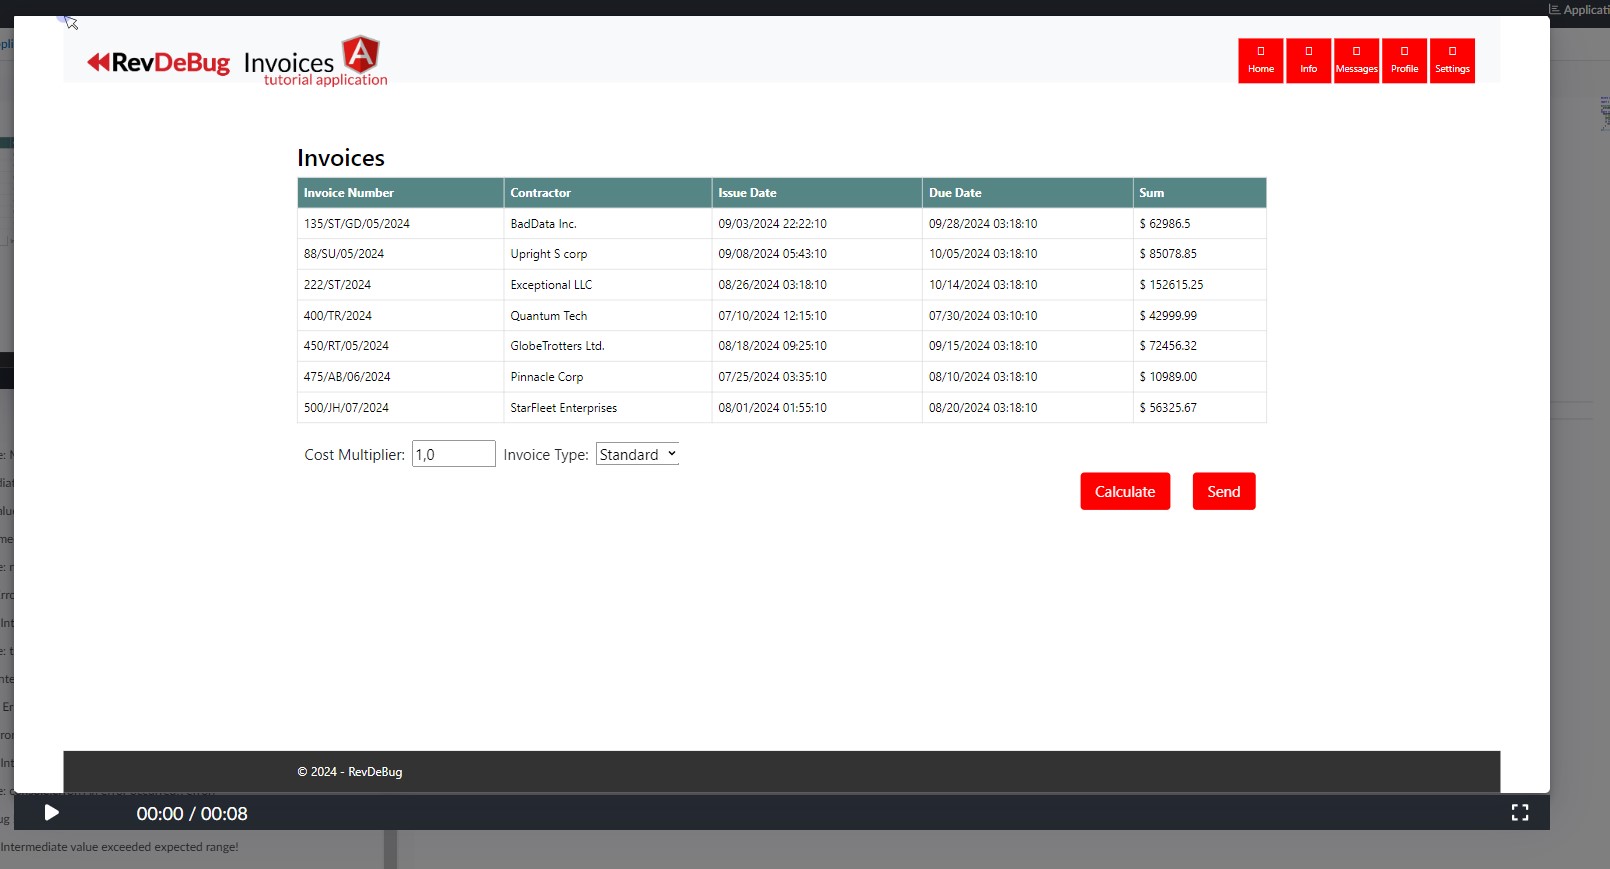 Applicati
RevDeBug Invoices
tutorial application
Home Info Messages Profile Settings
Invoices
Invoice Number Contractor Issue Date Due Date Sum
135/ST/GD/05/2024 BadData Inc. 09/03/2024 22:22:10 09/28/2024 03:18:10 $ 62986.5
88/SU/05/2024 Upright S corp 09/08/2024 05:43:10 10/05/2024 03:18:10 $ 85078.85
222/ST/2024 Exceptional LLC 08/26/2024 03:18:10 10/14/2024 03:18:10 $ 152615.25
400/TR/2024 Quantum Tech 07/10/2024 12:15:10 07/30/2024 03:10:10 $ 42999.99
450/RT/05/2024 GlobeTrotters Ltd. 08/18/2024 09:25:10 09/15/2024 03:18:10 $ 72456.32
475/AB/06/2024 Pinnacle Corp 07/25/2024 03:35:10 08/10/2024 03:18:10 $ 10989.00
500/JH/07/2024 StarFleet Enterprises 08/01/2024 01:55:10 08/20/2024 03:18:10 $ 56325.67
Cost Multiplier: 1,0 Invoice Type: Standard
Calculate Send
© 2024 - RevDeBug
00:00 / 00:08
Intermediate value exceeded expected range!